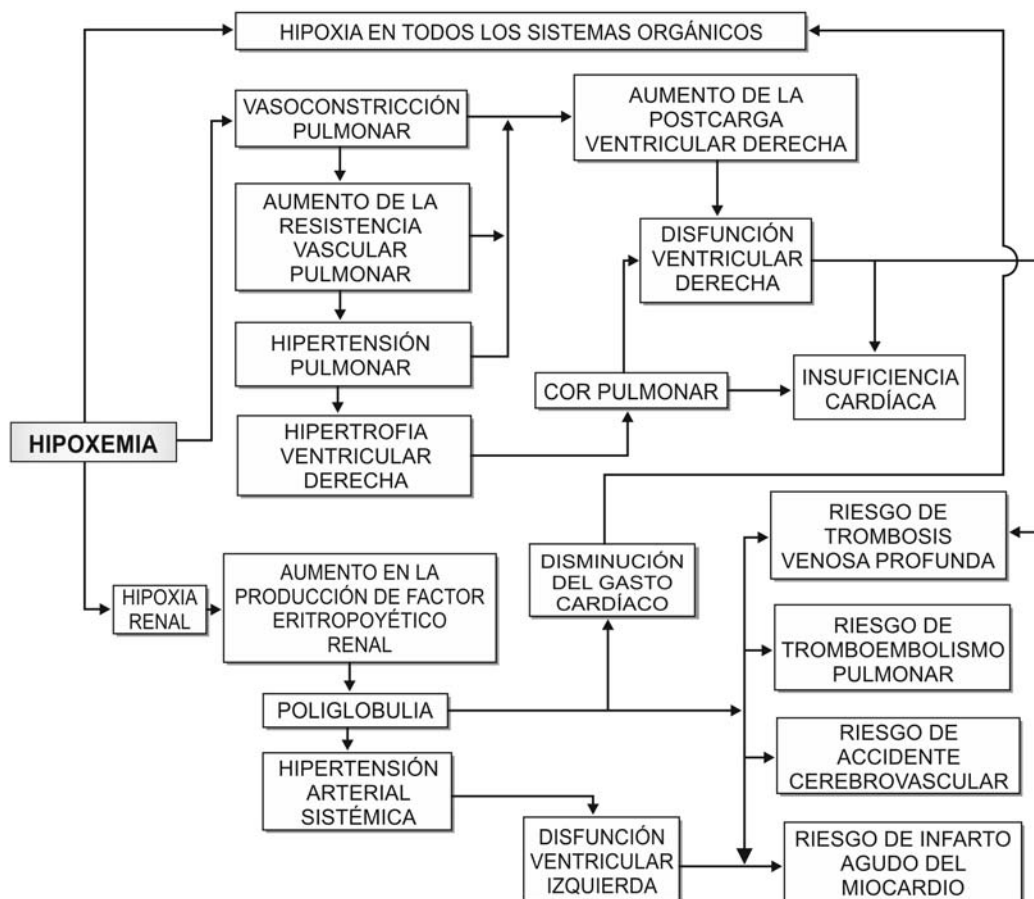 HIPOXIA EN TODOS LOS SISTEMAS ORGÁNICOS
VASOCONSTRICCIÓN
PULMONAR
AUMENTO DE LA
POSTCARGA
VENTRICULAR DERECHA
AUMENTO DE LA
RESISTENCIA
VASCULAR
PULMONAR
DISFUNCIÓN
VENTRICULAR
DERECHA
HIPERTENSIÓN
PULMONAR
COR PULMONAR
INSUFICIENCIA
CARDÍACA
HIPOXEMIA
HIPERTROFIA
VENTRICULAR
DERECHA
RIESGO DE
TROMBOSIS
VENOSA PROFUNDA
DISMINUCIÓN
DEL GASTO
CARDÍACO
HIPOXIA
RENAL
AUMENTO EN LA
PRODUCCIÓN DE FACTOR
ERITROPOYÉTICO
RENAL
RIESGO DE
TROMBOEMBOLISMO
PULMONAR
POLIGLOBULIA
RIESGO DE
ACCIDENTE
CEREBROVASCULAR
HIPERTENSIÓN
ARTERIAL
SISTÉMICA
DISFUNCIÓN
VENTRICULAR
IZQUIERDA
RIESGO DE INFARTO
AGUDO DEL
MIOCARDIO